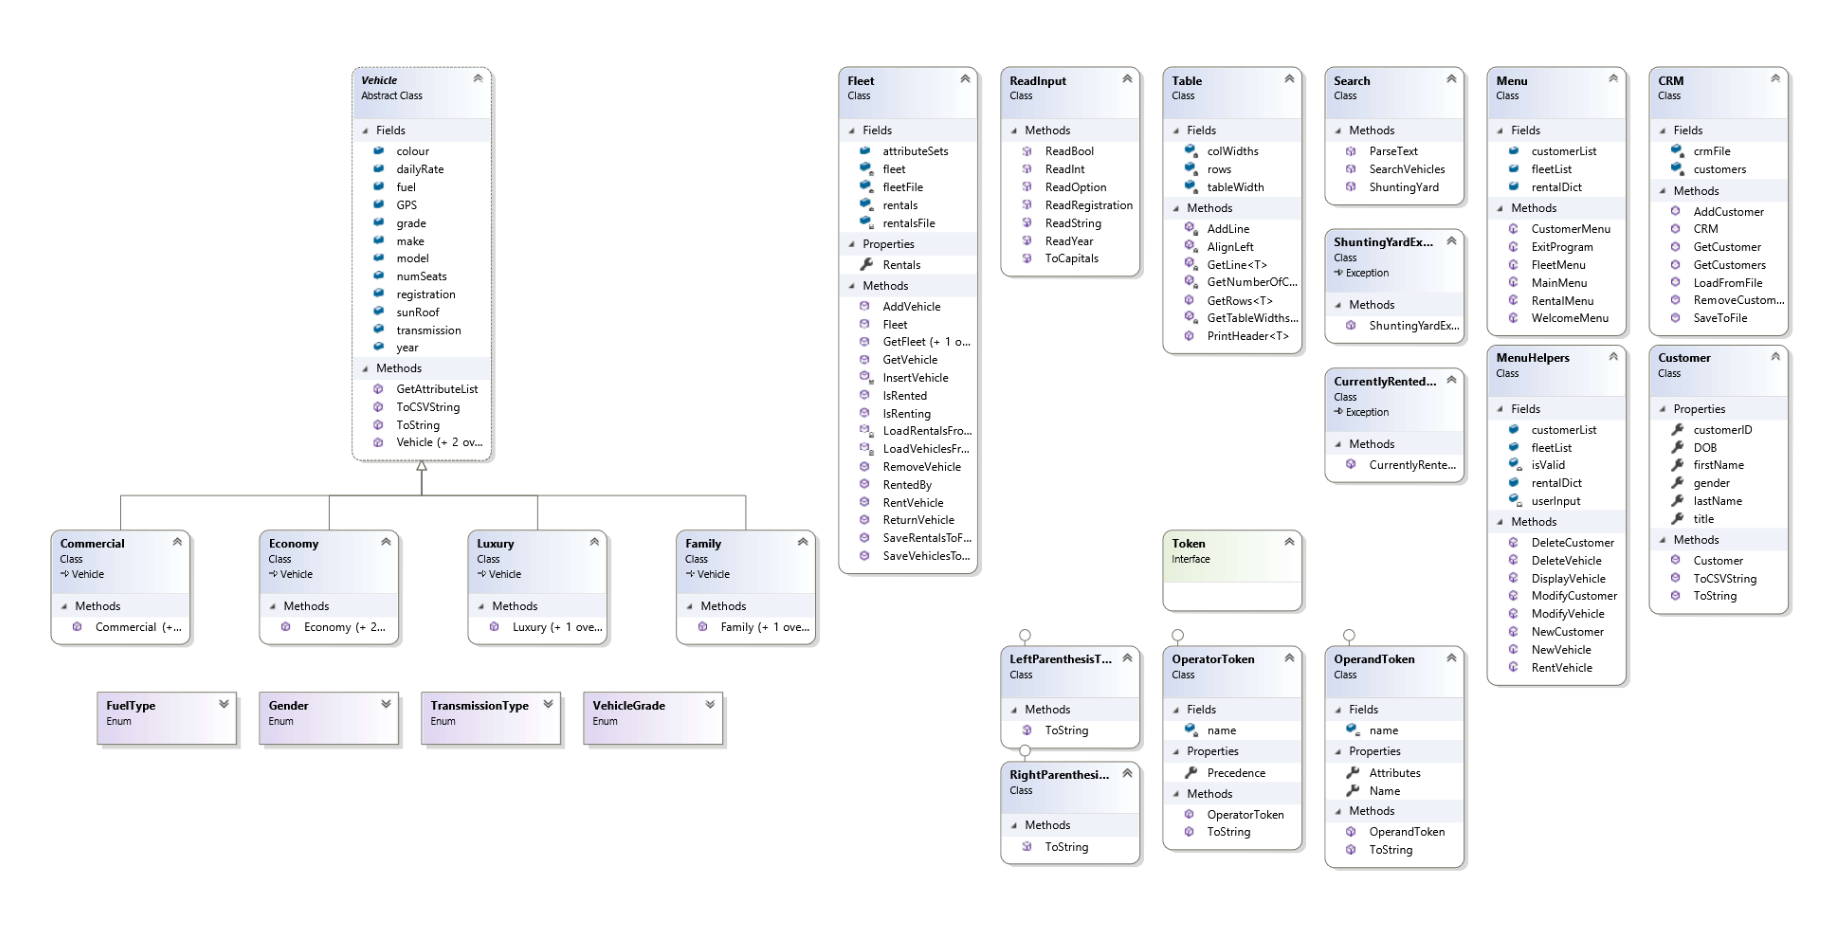 Vehicle
Abstract Class
Fields
colour
dailyRate
fuel
GPS
grade
make
model
numSeats
registration
sunRoof
transmission
year
Methods
GetAttributeList
ToCSVString
ToString
Vehicle (+ 2 ov...
Commercial
Class
Vehicle
Methods
Commercial (+...
Economy
Class
Vehicle
Methods
Economy (+ 2...
Luxury
Class
Vehicle
Methods
Luxury (+ 1 ove...
Family
Class
Vehicle
Methods
Family (+ 1 ove...
FuelType
Enum
Gender
Enum
TransmissionType
Enum
VehicleGrade
Enum
Fleet
Class
Fields
attributeSets
fleet
fleetFile
rentals
rentalsFile
Properties
Rentals
Methods
AddVehicle
Fleet
GetFleet (+ 1 o...
GetVehicle
InsertVehicle
IsRented
IsRenting
LoadRentalsFro...
LoadVehiclesFr...
RemoveVehicle
RentedBy
RentVehicle
ReturnVehicle
SaveRentalsToF...
SaveVehiclesTo...
ReadInput
Class
Methods
ReadBool
ReadInt
ReadOption
ReadRegistration
ReadString
ReadYear
ToCapitals
Table
Class
Fields
colWidths
rows
tableWidth
Methods
AddLine
AlignLeft
GetLine<T>
GetNumberOfC...
GetRows<T>
GetTableWidths...
PrintHeader<T>
Search
Class
Methods
ParseText
SearchVehicles
ShuntingYard
ShuntingYardEx...
Class
Exception
Methods
ShuntingYardEx...
CurrentlyRented...
Class
Exception
Methods
CurrentlyRente...
Menu
Class
Fields
customerList
fleetList
rentalDict
Methods
CustomerMenu
ExitProgram
FleetMenu
MainMenu
RentalMenu
WelcomeMenu
MenuHelpers
Class
Fields
customerList
fleetList
isValid
rentalDict
userInput
Methods
DeleteCustomer
DeleteVehicle
DisplayVehicle
ModifyCustomer
ModifyVehicle
NewCustomer
NewVehicle
RentVehicle
CRM
Class
Fields
crmFile
customers
Methods
AddCustomer
CRM
GetCustomer
GetCustomers
LoadFromFile
RemoveCustom...
SaveToFile
Customer
Class
Properties
customerID
DOB
firstName
gender
lastName
title
Methods
Customer
ToCSVString
ToString
Token
Interface
LeftParenthesisT...
Class
Methods
ToString
RightParenthesi...
Class
Methods
ToString
OperatorToken
Class
Fields
name
Properties
Precedence
Methods
OperatorToken
ToString
OperandToken
Class
Fields
name
Properties
Attributes
Name
Methods
OperandToken
ToString